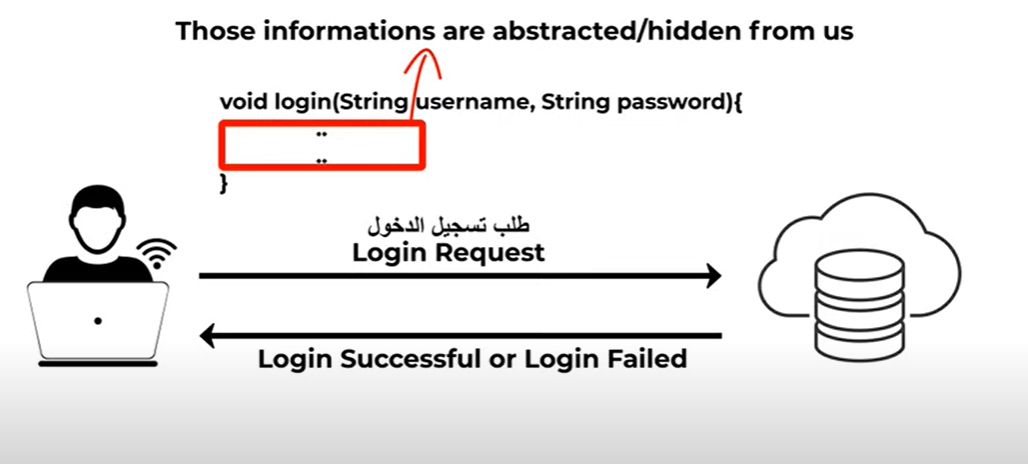 Those informations are abstracted/hidden from us
void login(String username, String password){
..
..
}
طلب تسجيل الدخول
Login Request
Login Successful or Login Failed